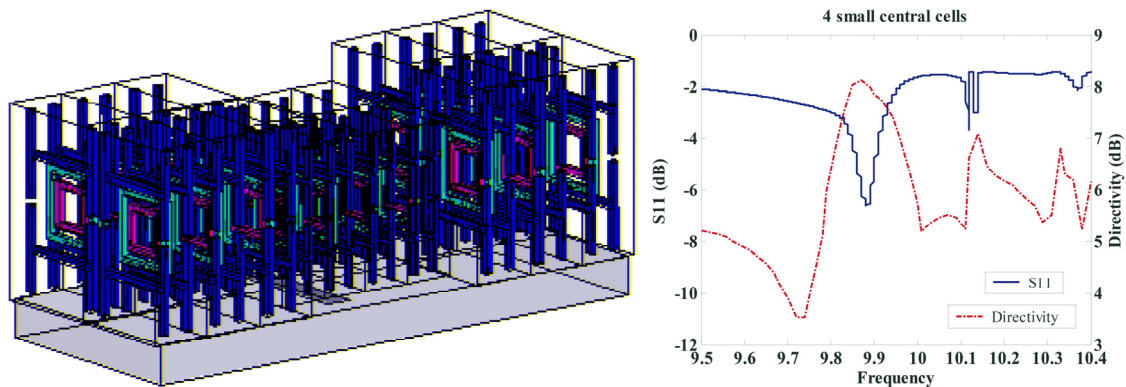 4 small central cells
0
-2
-4
-6
-8
-10
-12
S11 (dB)
9
8
7
6
5
4
3
Directivity (dB)
S11
Directivity
9.5 9.6 9.7 9.8 9.9 10 10.1 10.2 10.3 10.4
Frequency